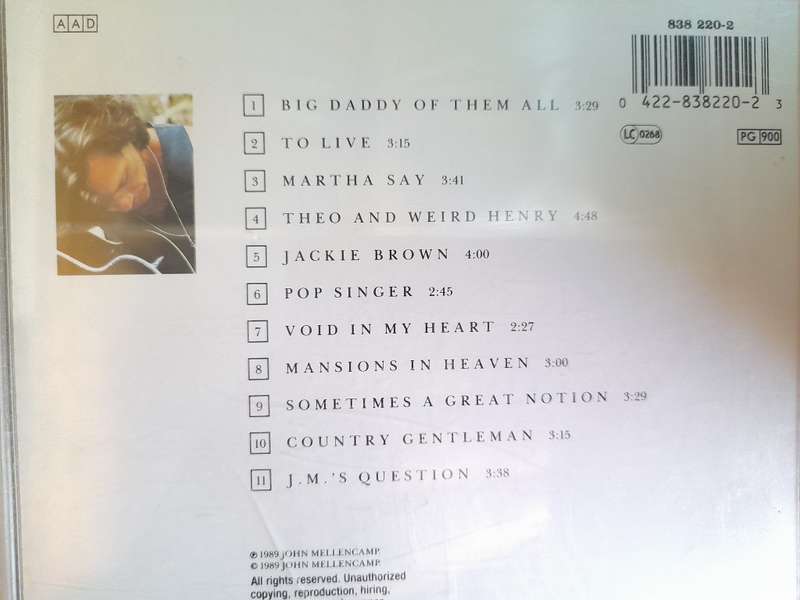 AAD
838 220-2
0 422-838220-2 3
LC 0268
PG 900
1 BIG DADDY OF THEM ALL 3:29
2 TO LIVE 3:15
3 MARTHA SAY 3:41
4 THEO AND WEIRD HENRY 4:48
5 JACKIE BROWN 4:00
6 POP SINGER 2:45
7 VOID IN MY HEART 2:27
8 MANSIONS IN HEAVEN 3:00
9 SOMETIMES A GREAT NOTION 3:29
10 COUNTRY GENTLEMAN 3:15
11 J.M.'S QUESTION 3:38
℗ 1989 JOHN MELLENCAMP.
© 1989 JOHN MELLENCAMP.
All rights reserved. Unauthorized
copying, reproduction, hiring,